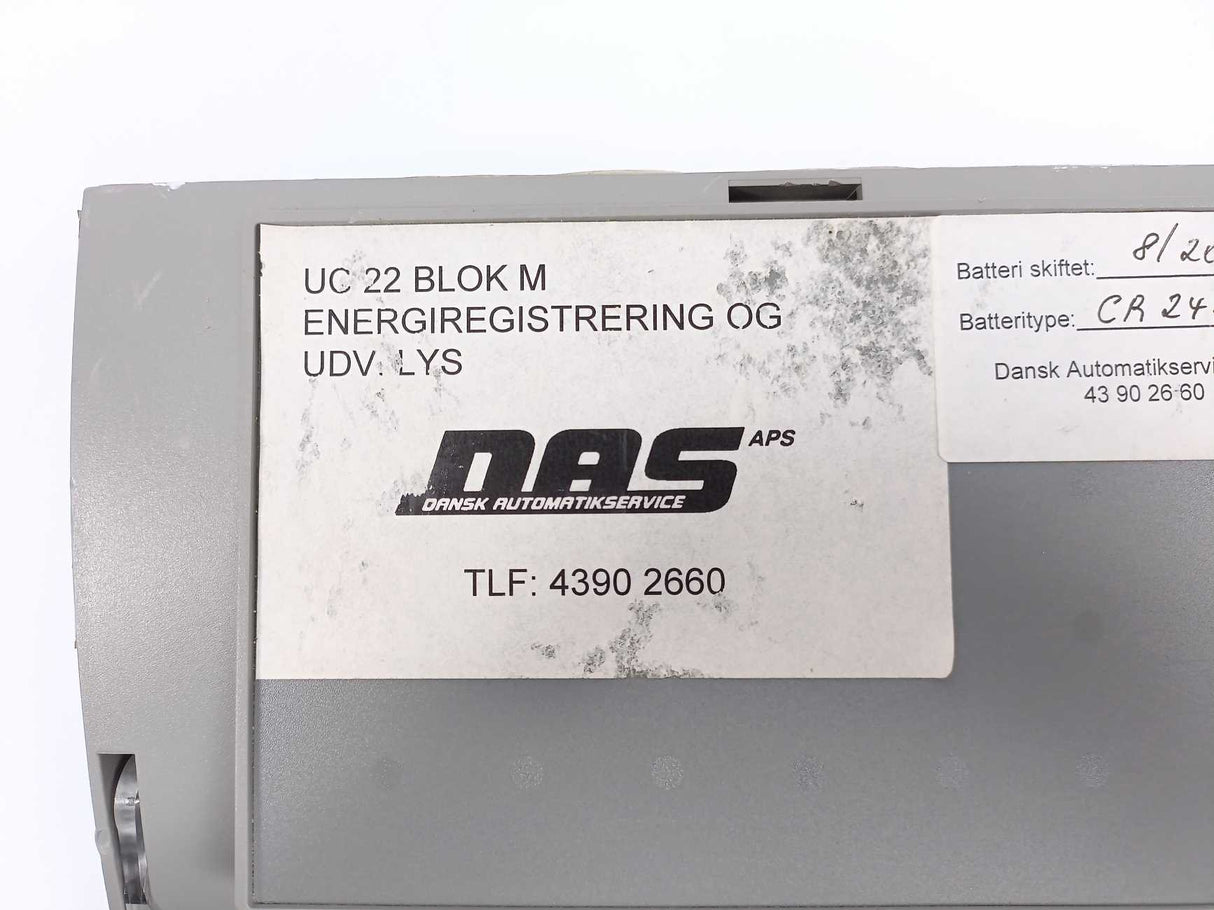 UC 22 BLOK M
ENERGIREGISTRERING OG
UDV. LYS
DAS APS
DANSK AUTOMATIKSERVICE
TLF: 4390 2660
Batteri skiftet:
Batteritype: CR
Dansk
43 90 26 60